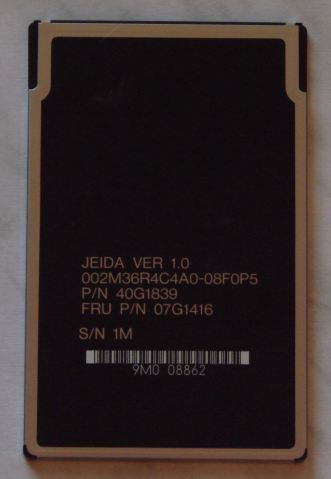 JEIDA VER 1.0
002M36R4C4A0-08F0P5
P/N 40G1839
FRU P/N 07G1416
S/N 1M
9M0 08862